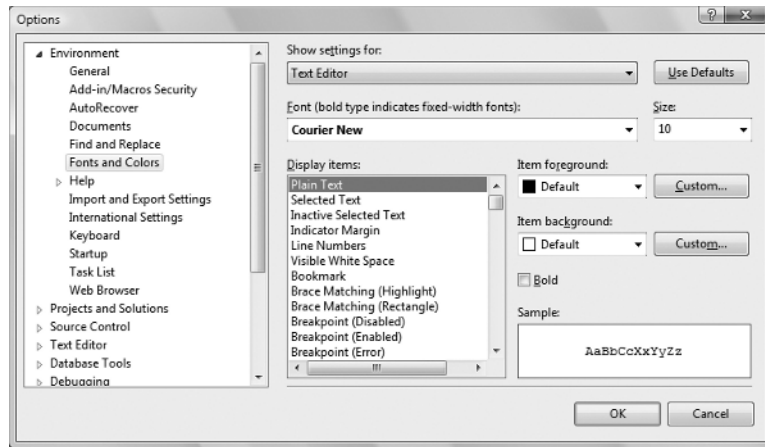 Options
Environment
General
Add-in/Macros Security
AutoRecover
Documents
Find and Replace
Fonts and Colors
Help
Import and Export Settings
International Settings
Keyboard
Startup
Task List
Web Browser
Projects and Solutions
Source Control
Text Editor
Database Tools
Debugging
Show settings for:
Text Editor
Use Defaults
Font (bold type indicates fixed-width fonts):
Size:
Courier New
10
Display items:
Plain Text
Selected Text
Inactive Selected Text
Indicator Margin
Line Numbers
Visible White Space
Bookmark
Brace Matching (Highlight)
Brace Matching (Rectangle)
Breakpoint (Disabled)
Breakpoint (Enabled)
Breakpoint (Error)
Item foreground:
Default
Custom...
Item background:
Default
Custom...
Bold
Sample:
AaBbCcXxYyZz
OK
Cancel